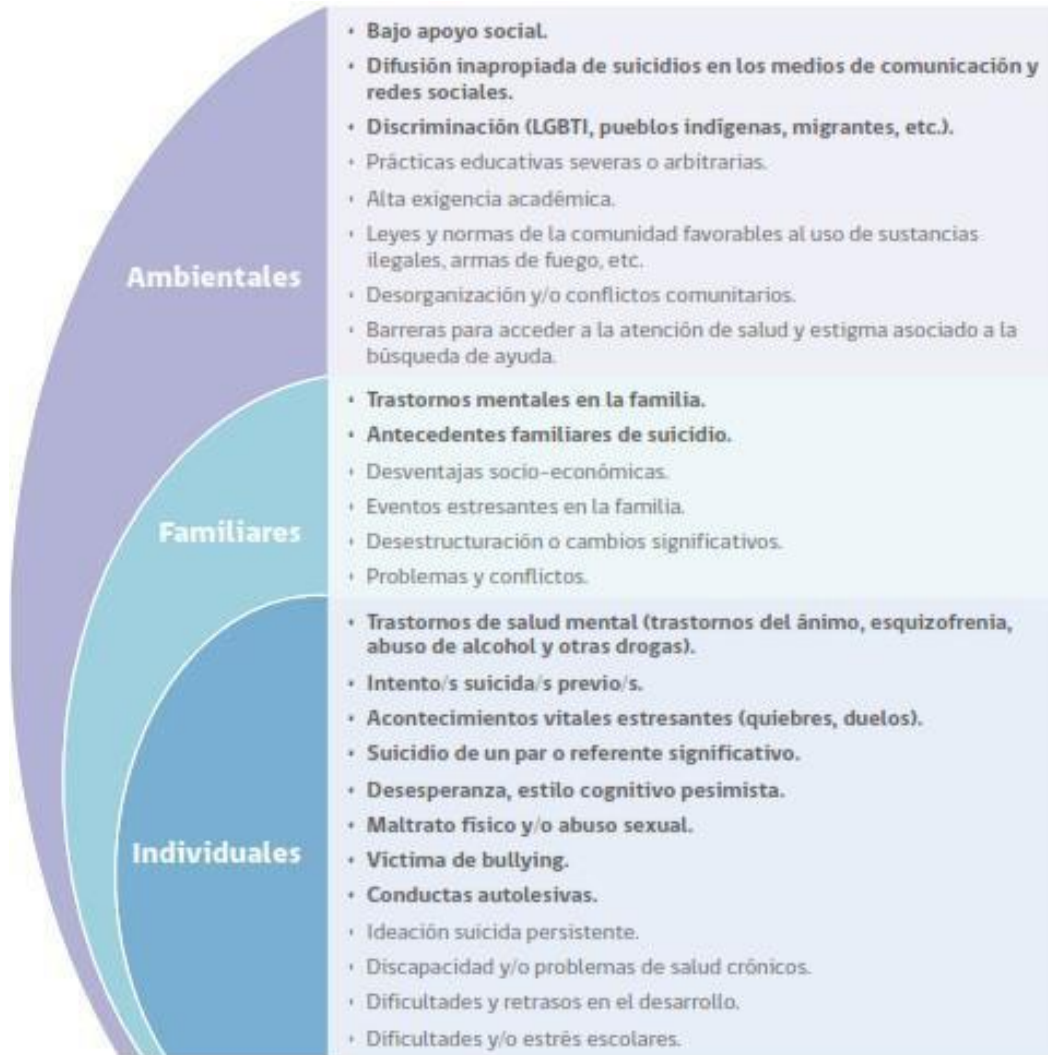 Ambientales
• Bajo apoyo social.
• Difusión inapropiada de suicidios en los medios de comunicación y
redes sociales.
• Discriminación (LGBTI, pueblos indígenas, migrantes, etc.).
• Prácticas educativas severas o arbitrarias.
• Alta exigencia académica.
• Leyes y normas de la comunidad favorables al uso de sustancias
ilegales, armas de fuego, etc.
• Desorganización y/o conflictos comunitarios.
• Barreras para acceder a la atención de salud y estigma asociado a la
búsqueda de ayuda.
Familiares
• Trastornos mentales en la familia.
• Antecedentes familiares de suicidio.
• Desventajas socio-económicas.
• Eventos estresantes en la familia.
• Desestructuración o cambios significativos.
• Problemas y conflictos.
Individuales
• Trastornos de salud mental (trastornos del ánimo, esquizofrenia,
abuso de alcohol y otras drogas).
• Intento/s suicida/s previo/s.
• Acontecimientos vitales estresantes (quiebres, duelos).
• Suicidio de un par o referente significativo.
• Desesperanza, estilo cognitivo pesimista.
• Maltrato físico y/o abuso sexual.
• Víctima de bullying.
• Conductas autolesivas.
• Ideación suicida persistente.
• Discapacidad y/o problemas de salud crónicos.
• Dificultades y retrasos en el desarrollo.
• Dificultades y/o estrés escolares.